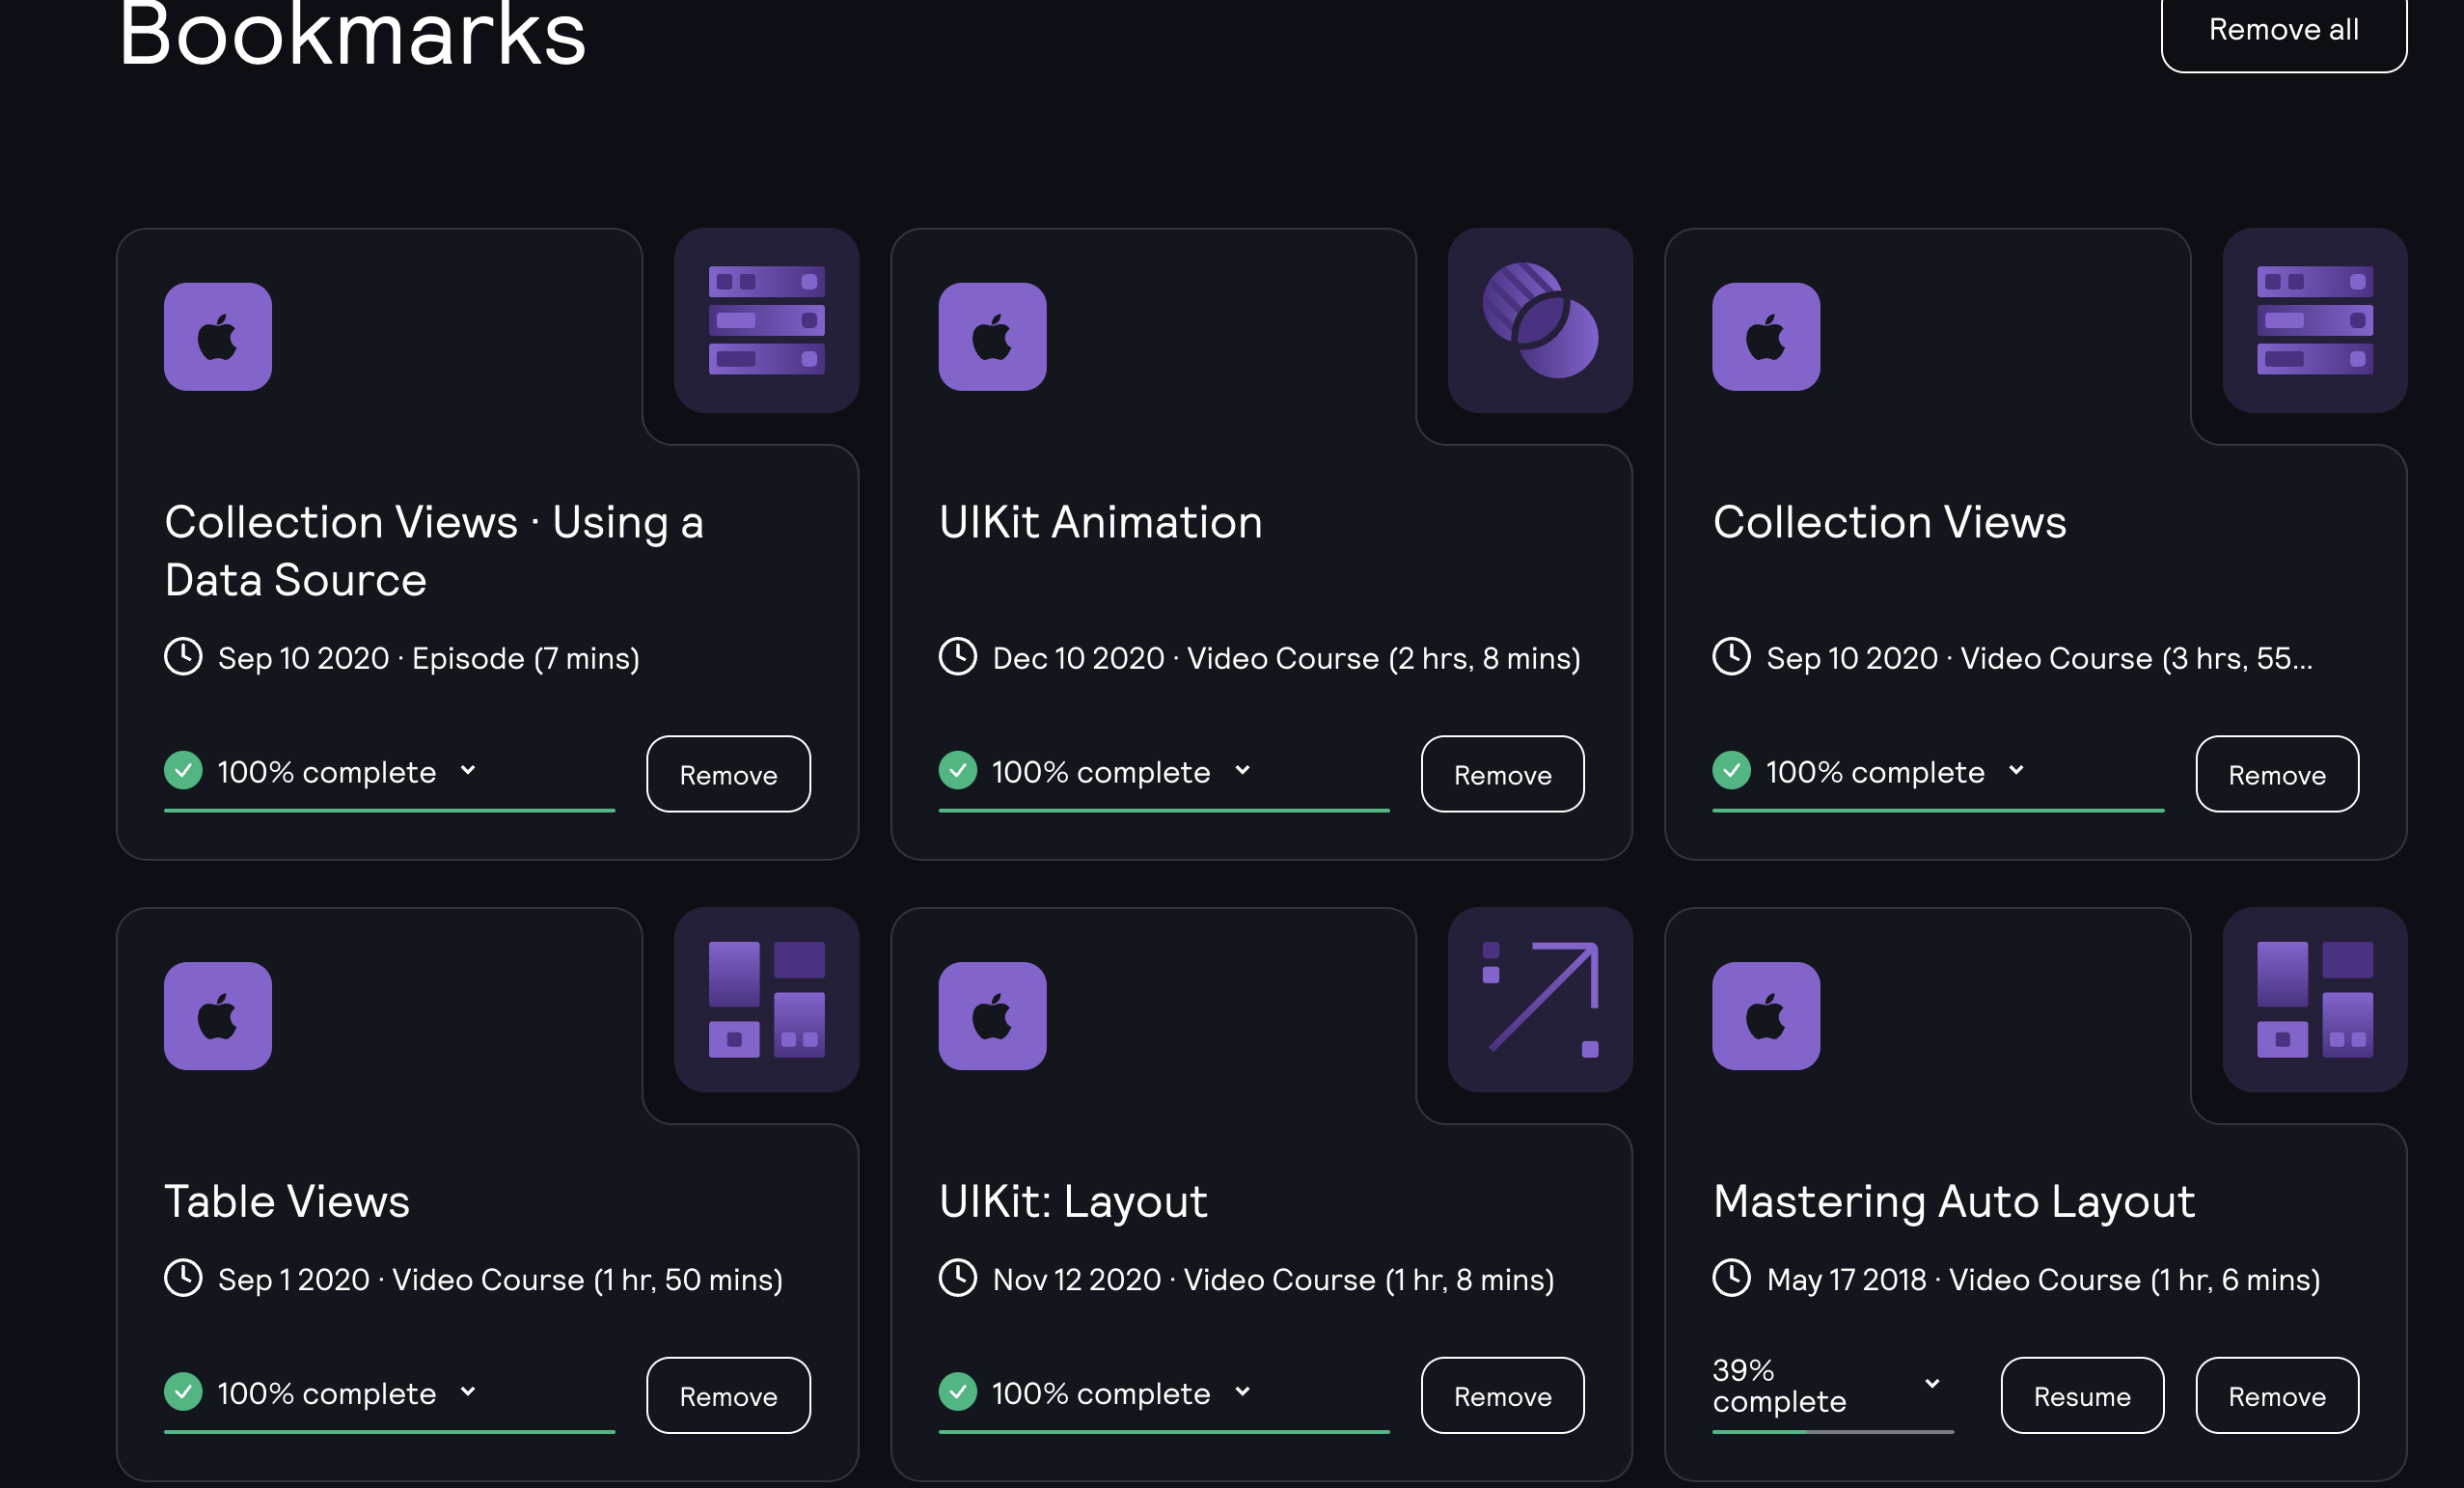 Bookmarks
Remove all
Collection Views · Using a
Data Source
Sep 10 2020 · Episode (7 mins)
100% complete
Remove
UIKit Animation
Dec 10 2020 · Video Course (2 hrs, 8 mins)
100% complete
Remove
Collection Views
Sep 10 2020 · Video Course (3 hrs, 55...
100% complete
Remove
Table Views
Sep 1 2020 · Video Course (1 hr, 50 mins)
100% complete
Remove
UIKit: Layout
Nov 12 2020 · Video Course (1 hr, 8 mins)
100% complete
Remove
Mastering Auto Layout
May 17 2018 · Video Course (1 hr, 6 mins)
39%
complete
Resume
Remove